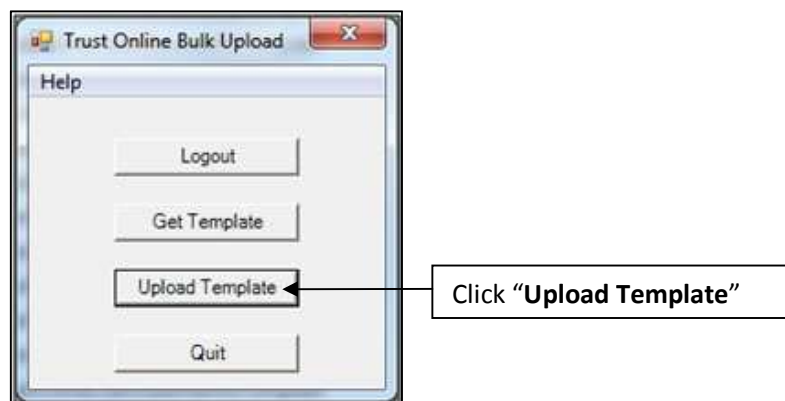 Trust Online Bulk Upload
Help
Logout
Get Template
Upload Template
Click “Upload Template”
Quit